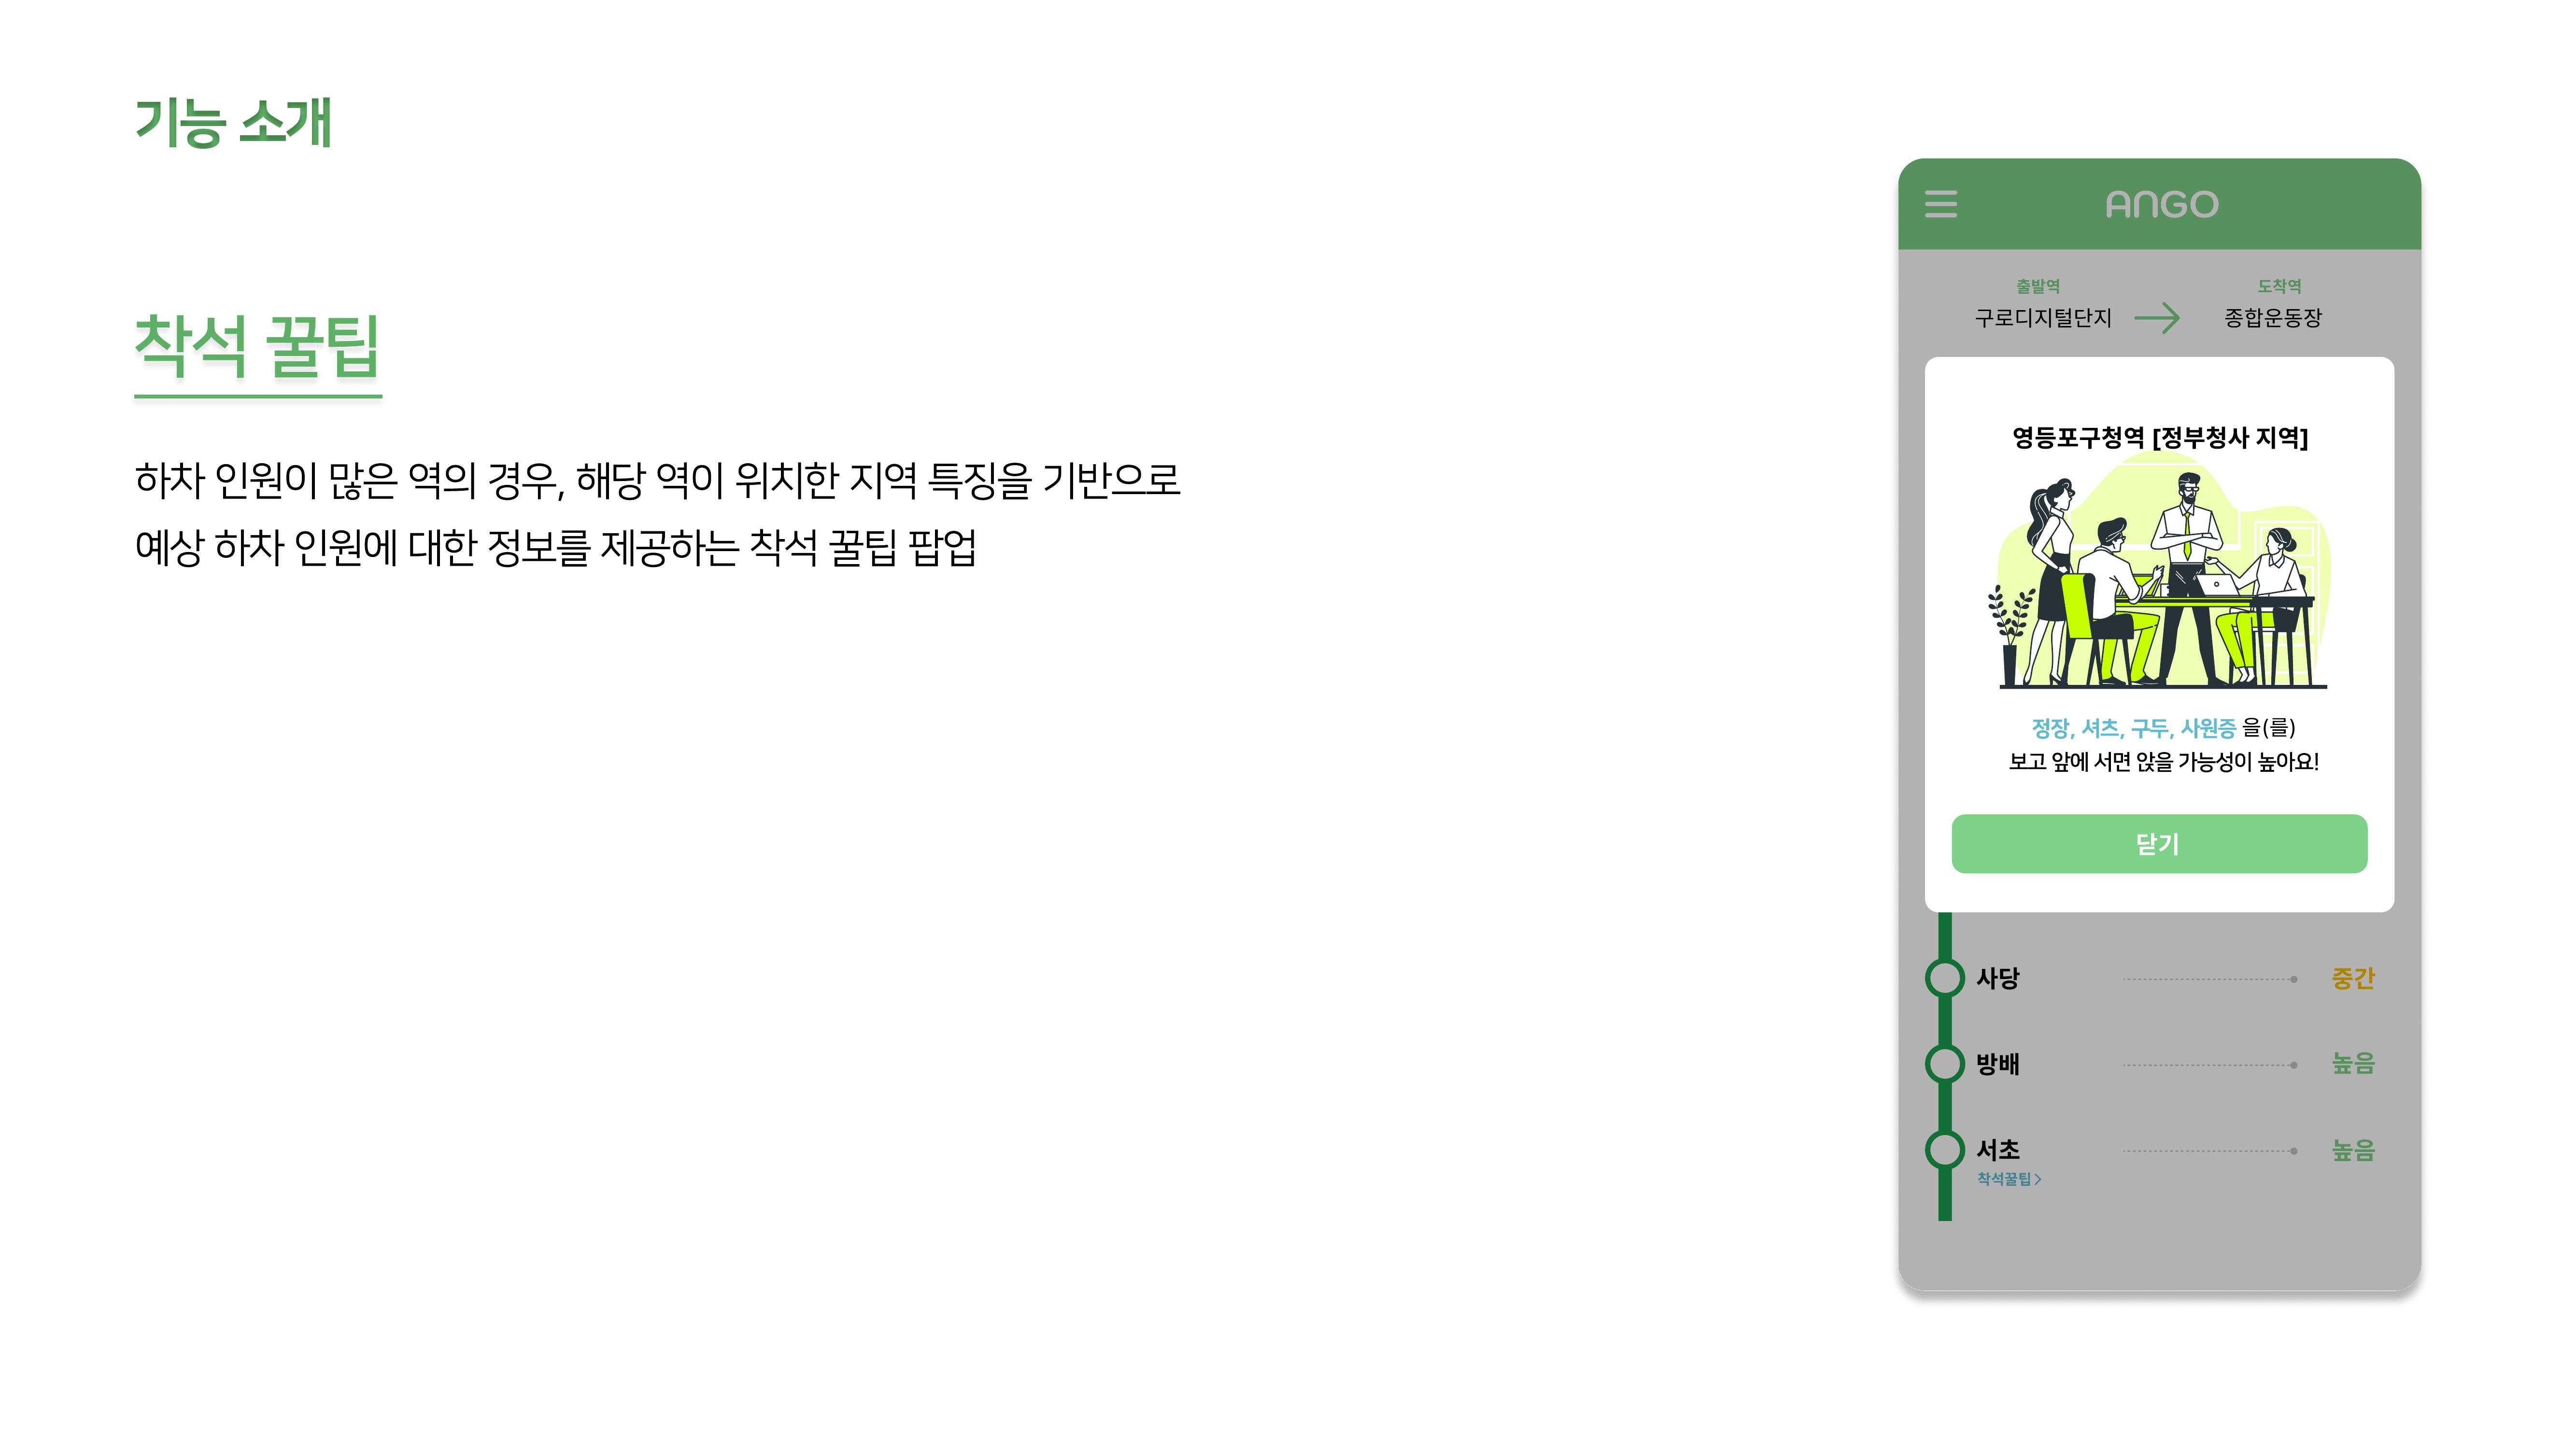 기능 소개
착석 꿀팁
하차 인원이 많은 역의 경우, 해당 역이 위치한 지역 특징을 기반으로
예상 하차 인원에 대한 정보를 제공하는 착석 꿀팁 팝업
ANGO
출발역 도착역
구로디지털단지 종합운동장
영등포구청역 [정부청사 지역]
정장, 셔츠, 구두, 사원증 을(를)
보고 앞에 서면 앉을 가능성이 높아요!
닫기
사당 중간
방배 높음
서초 높음
착석꿀팁 >